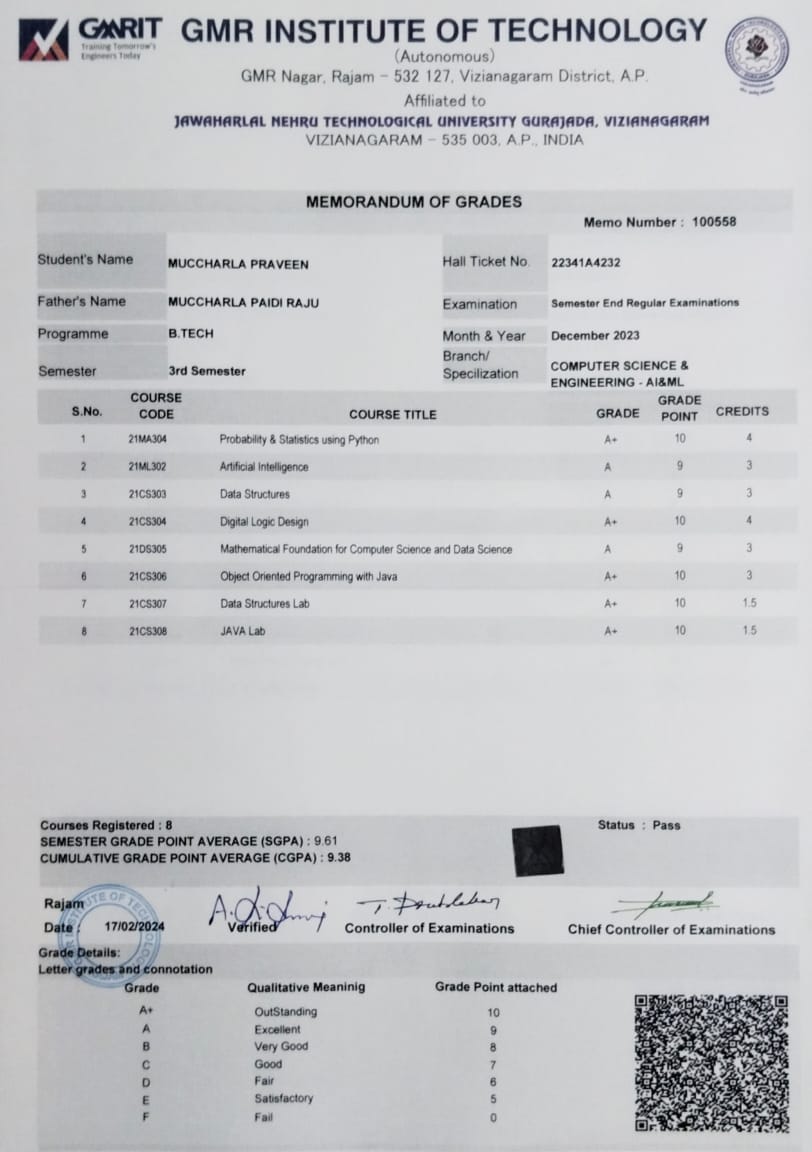 GMRIT
Training Tomorrow's
Engineers Today
GMR INSTITUTE OF TECHNOLOGY
(Autonomous)
GMR Nagar, Rajam - 532 127, Vizianagaram District, A.P.
Affiliated to
JAWAHARLAL NEHRU TECHNOLOGICAL UNIVERSITY GURAJADA, VIZIANAGARAM
VIZIANAGARAM - 535 003, A.P., INDIA
MEMORANDUM OF GRADES
Memo Number : 100558
Student's Name MUCCHARLA PRAVEEN Hall Ticket No. 22341A4232
Father's Name MUCCHARLA PAIDI RAJU Examination Semester End Regular Examinations
Programme B.TECH Month & Year December 2023
Semester 3rd Semester Branch/ Specilization COMPUTER SCIENCE & ENGINEERING - AI&ML
S.No. COURSE CODE COURSE TITLE GRADE GRADE POINT CREDITS
1 21MA304 Probability & Statistics using Python A+ 10 4
2 21ML302 Artificial Intelligence A 9 3
3 21CS303 Data Structures A 9 3
4 21CS304 Digital Logic Design A+ 10 4
5 21DS305 Mathematical Foundation for Computer Science and Data Science A 9 3
6 21CS306 Object Oriented Programming with Java A+ 10 3
7 21CS307 Data Structures Lab A+ 10 1.5
8 21CS308 JAVA Lab A+ 10 1.5
Courses Registered : 8 Status : Pass
SEMESTER GRADE POINT AVERAGE (SGPA) : 9.61
CUMULATIVE GRADE POINT AVERAGE (CGPA) : 9.38
Rajam
Date : 17/02/2024 Verified Controller of Examinations Chief Controller of Examinations
Grade Details:
Letter grades and connotation
Grade Qualitative Meaninig Grade Point attached
A+ OutStanding 10
A Excellent 9
B Very Good 8
C Good 7
D Fair 6
E Satisfactory 5
F Fail 0